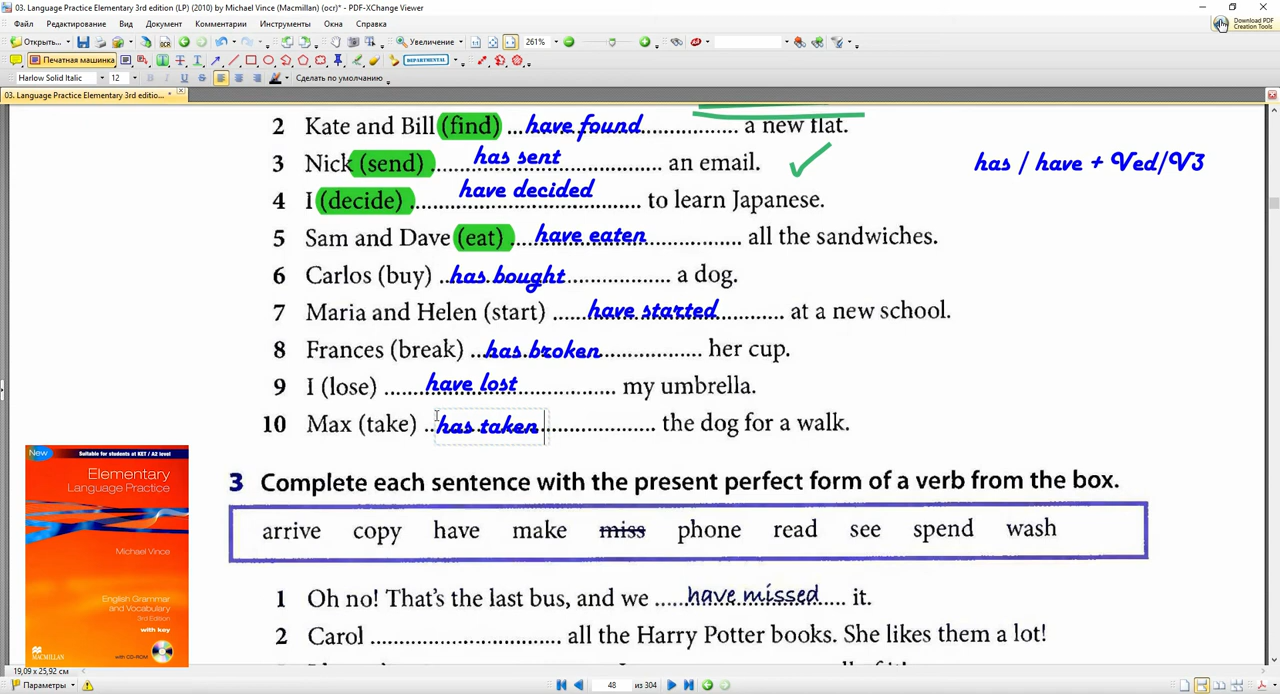 03. Language Practice Elementary 3rd edition (LP) (2010) by Michael Vince (Macmillan) (ocr)* - PDF-XChange Viewer
Файл Редактирование Вид Документ Комментарии Инструменты Окна Справка
Download PDF Creation Tools
Открыть... Увеличение 261%
Печатная машинка DEPARTMENTAL
Harlow Solid Italic 12 Сделать по умолчанию
03. Language Practice Elementary 3rd editio... *
2 Kate and Bill (find) ...have found................ a new flat.
3 Nick (send) ......has sent................ an email.
has / have + Ved/V3
4 I (decide) ......have decided........ to learn Japanese.
5 Sam and Dave (eat) ....have eaten................ all the sandwiches.
6 Carlos (buy) ..has bought................. a dog.
7 Maria and Helen (start) ......have started........... at a new school.
8 Frances (break) ...has broken................. her cup.
9 I (lose) ......have lost................ my umbrella.
10 Max (take) ..has taken.................... the dog for a walk.
3 Complete each sentence with the present perfect form of a verb from the box.
arrive copy have make miss phone read see spend wash
1 Oh no! That's the last bus, and we .....have missed.... it.
2 Carol ................................ all the Harry Potter books. She likes them a lot!
New Suitable for students at KET / A2 level
Elementary
Language Practice
Michael Vince
English Grammar
and Vocabulary
3rd Edition
with key
MACMILLAN
with CD-ROM
19,09 x 25,92 см
Параметры 48 из 304